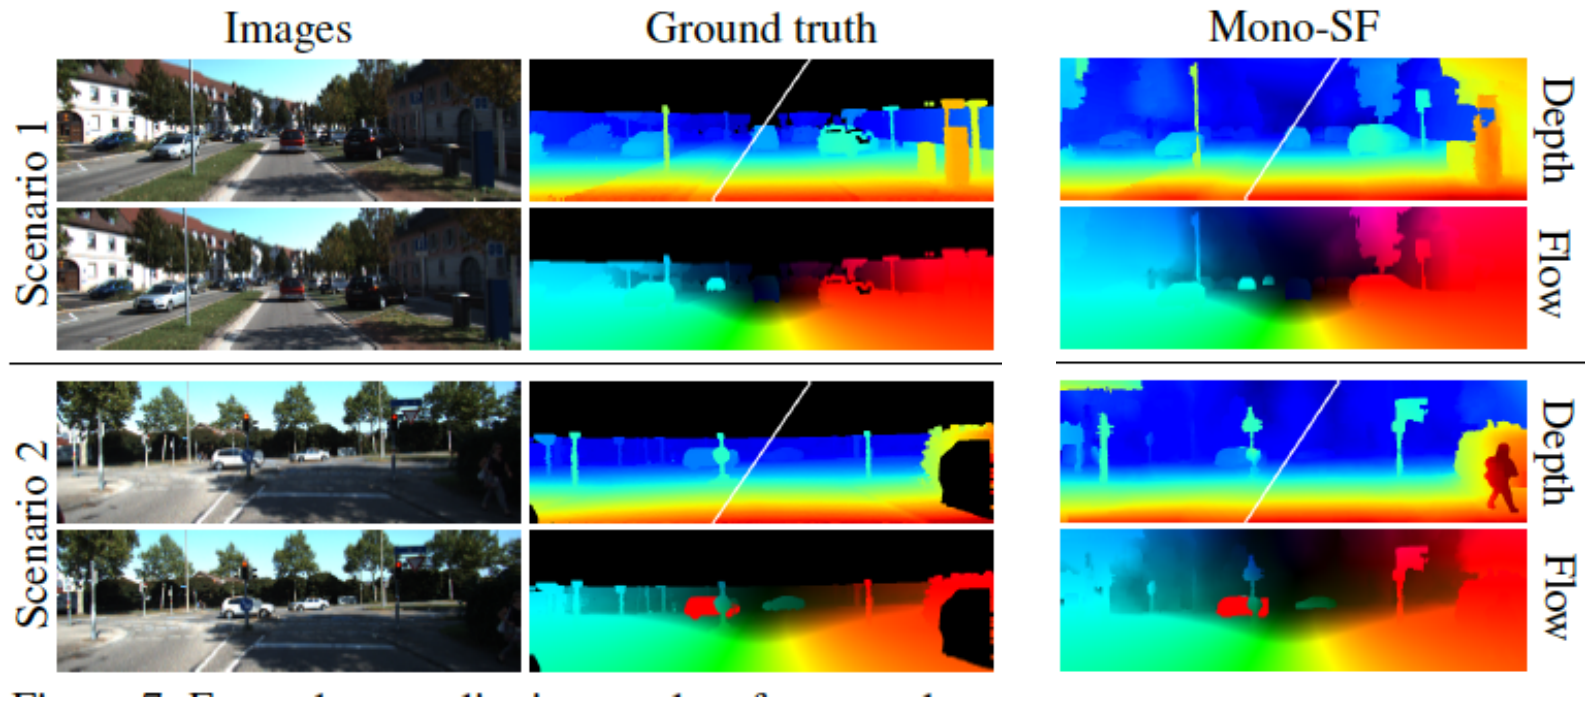 Images Ground truth Mono-SF
Scenario 1
Depth
Flow
Scenario 2
Depth
Flow